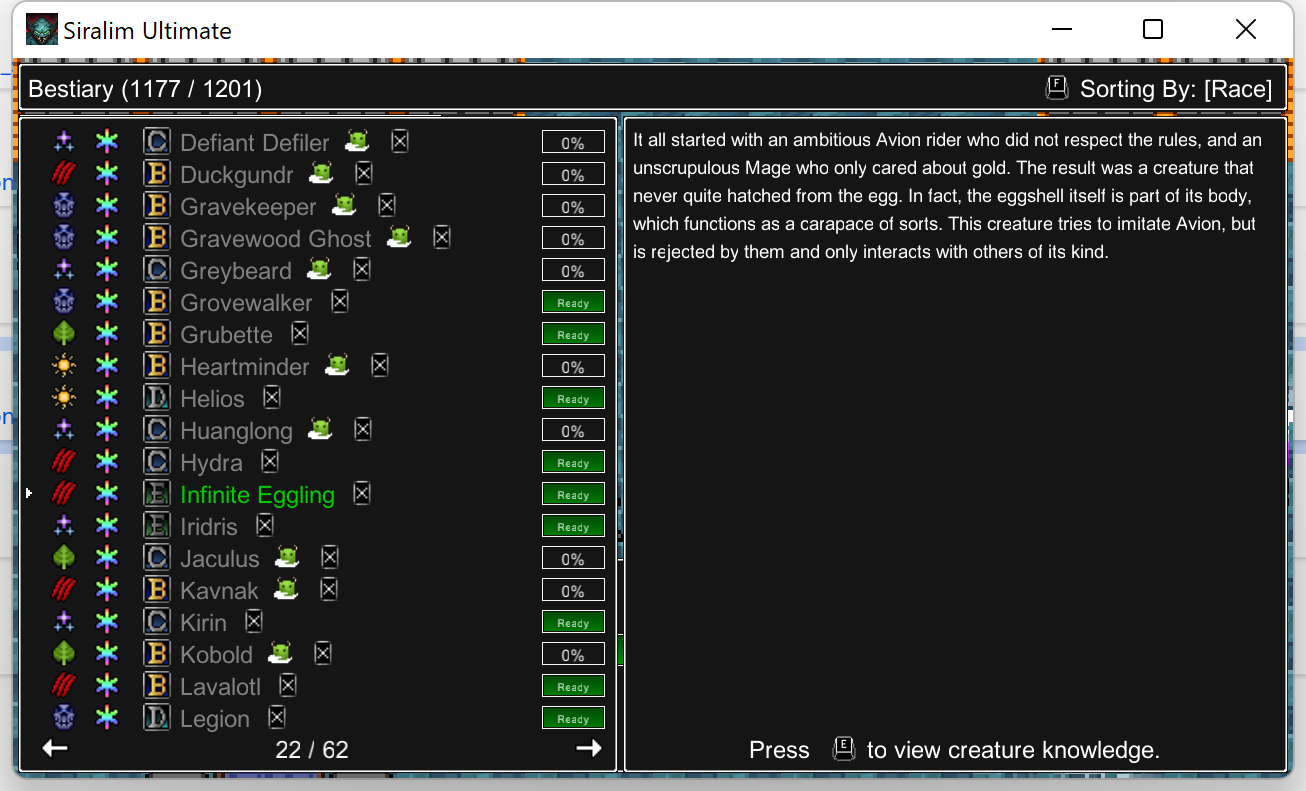 Siralim Ultimate
Bestiary (1177 / 1201)
F Sorting By: [Race]
C Defiant Defiler 0%
B Duckgundr 0%
B Gravekeeper 0%
B Gravewood Ghost 0%
C Greybeard 0%
B Grovewalker Ready
B Grubette Ready
B Heartminder 0%
D Helios Ready
C Huanglong 0%
C Hydra Ready
E Infinite Eggling Ready
E Iridris Ready
C Jaculus 0%
B Kavnak 0%
C Kirin Ready
B Kobold 0%
B Lavalotl Ready
D Legion Ready
22 / 62
It all started with an ambitious Avion rider who did not respect the rules, and an
unscrupulous Mage who only cared about gold. The result was a creature that
never quite hatched from the egg. In fact, the eggshell itself is part of its body,
which functions as a carapace of sorts. This creature tries to imitate Avion, but
is rejected by them and only interacts with others of its kind.
Press E to view creature knowledge.